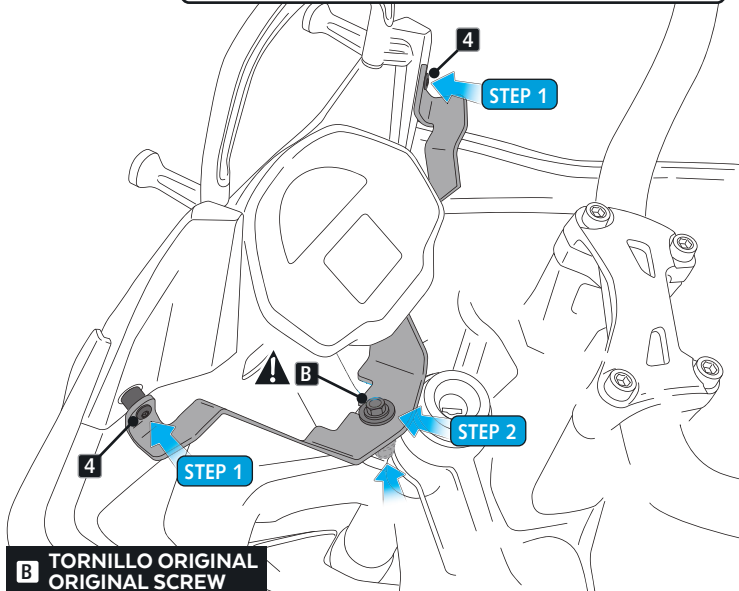 4
STEP 1
B
STEP 2
4
STEP 1
B TORNILLO ORIGINAL
ORIGINAL SCREW